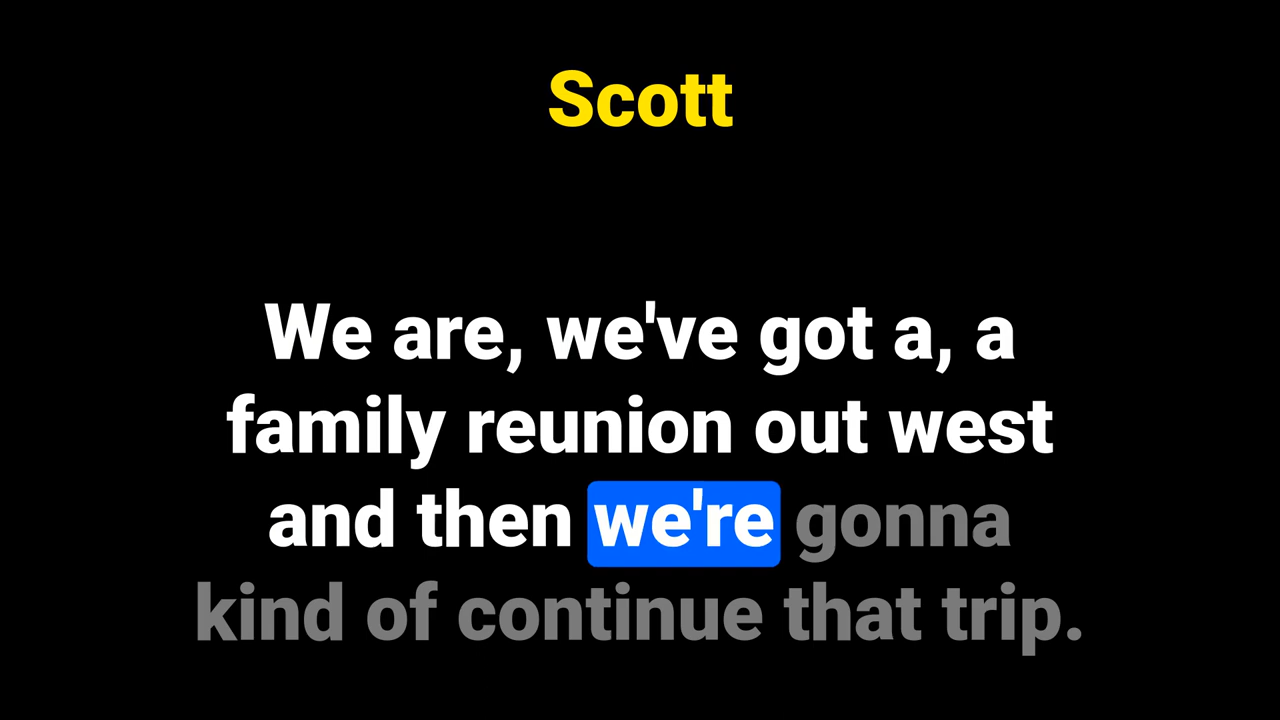 Scott
We are, we've got a, a
family reunion out west
and then we're gonna
kind of continue that trip.